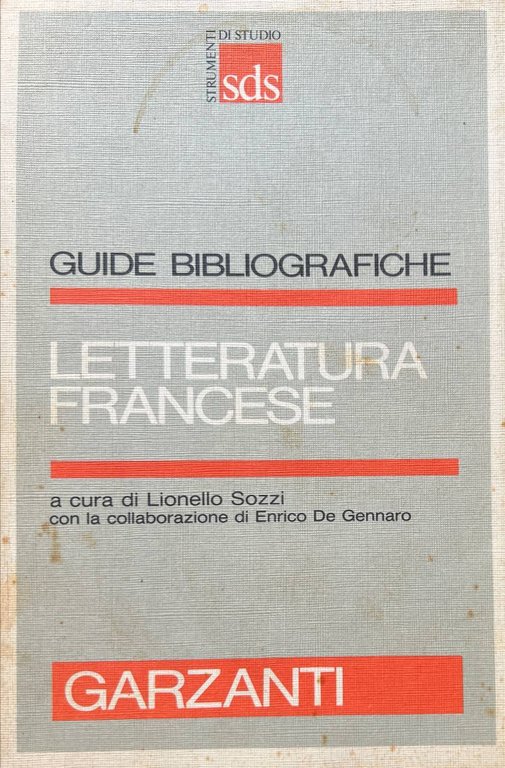 STRUMENTI
DI STUDIO
sds
GUIDE BIBLIOGRAFICHE
LETTERATURA
FRANCESE
a cura di Lionello Sozzi
con la collaborazione di Enrico De Gennaro
GARZANTI